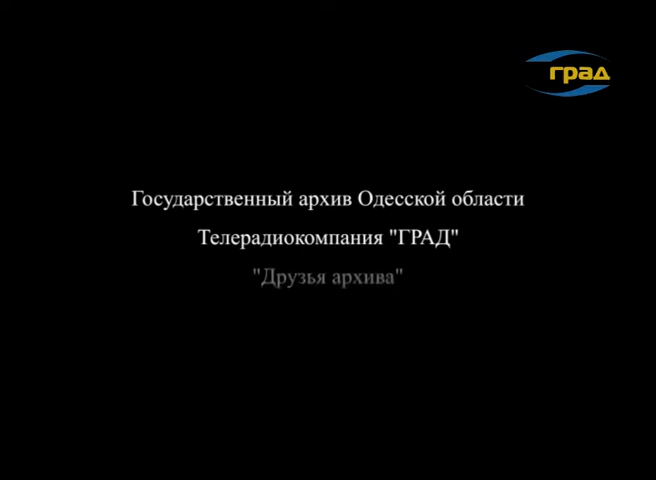 град
Государственный архив Одесской области
Телерадиокомпания "ГРАД"
"Друзья архива"